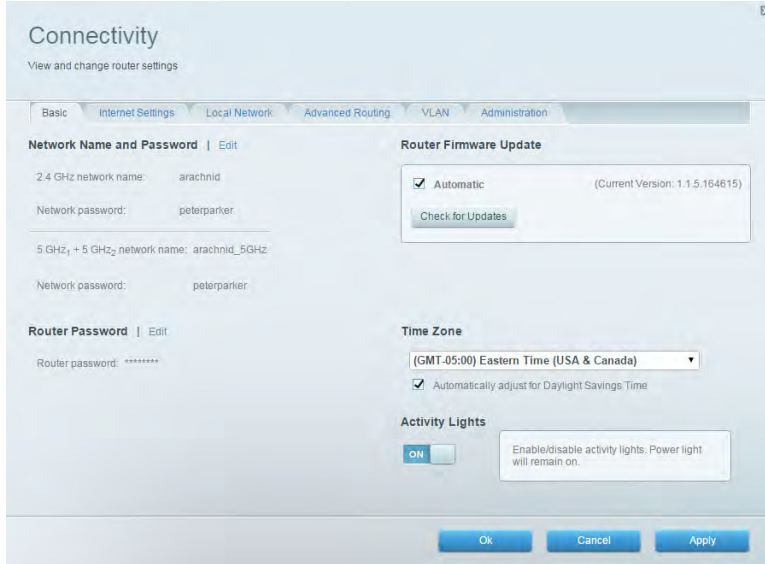 Connectivity
View and change router settings
Basic Internet Settings Local Network Advanced Routing VLAN Administration
Network Name and Password | Edit
2.4 GHz network name: arachnid
Network password: peterparker
5 GHz1 + 5 GHz2 network name: arachnid_5GHz
Network password: peterparker
Router Password | Edit
Router password: ********
Router Firmware Update
Automatic (Current Version: 1.1.5.164615)
Check for Updates
Time Zone
(GMT-05:00) Eastern Time (USA & Canada)
Automatically adjust for Daylight Savings Time
Activity Lights
ON
Enable/disable activity lights. Power light
will remain on.
Ok Cancel Apply